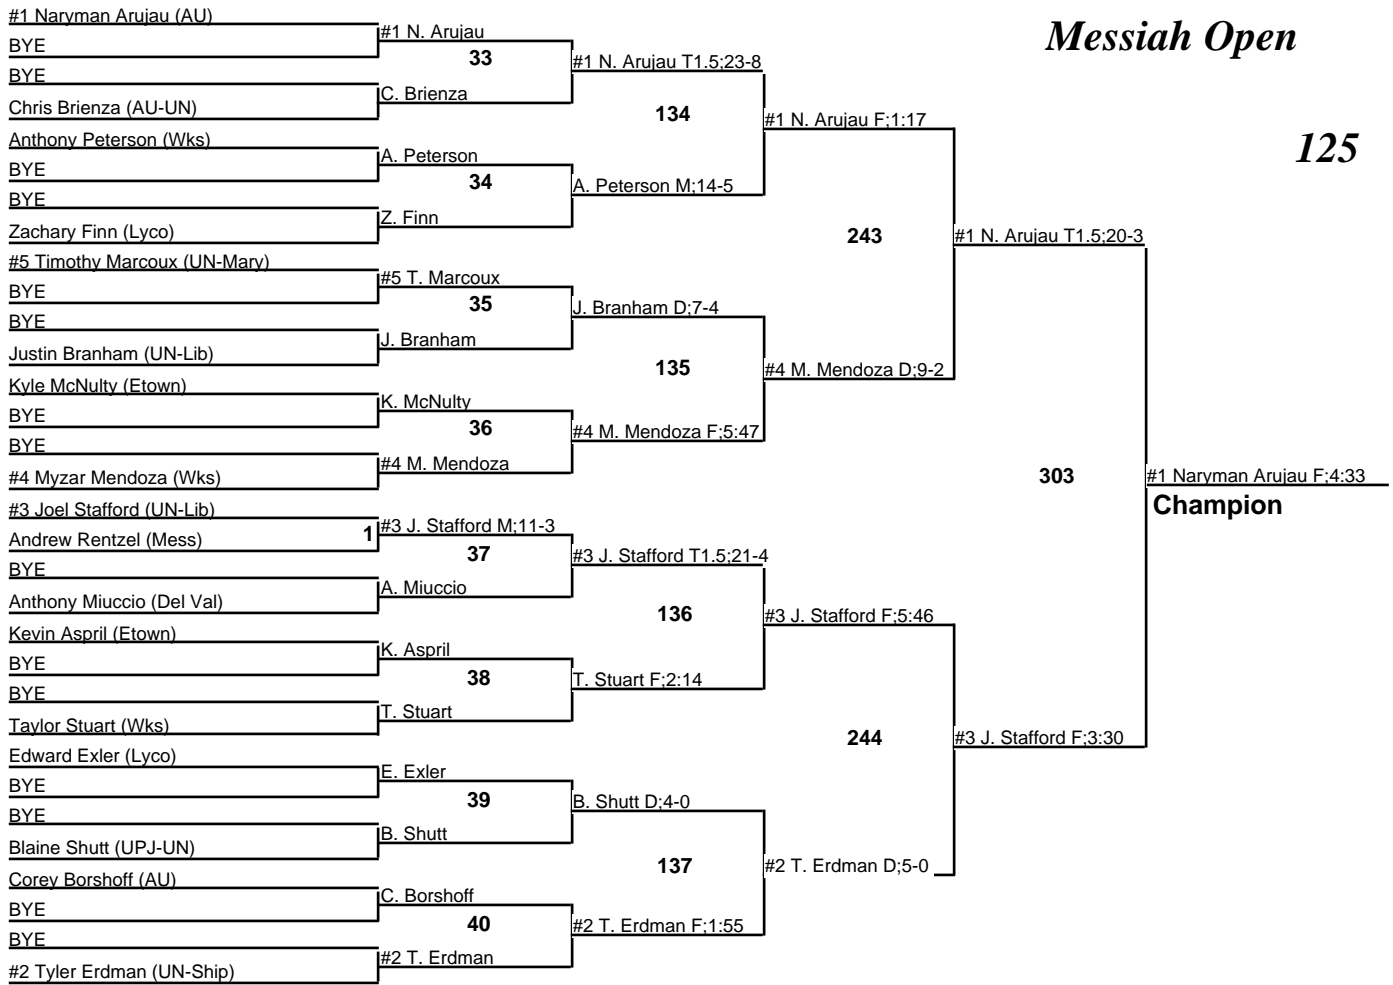 Messiah Open
125
#1 Naryman Arujau (AU)
BYE
BYE
Chris Brienza (AU-UN)
Anthony Peterson (Wks)
BYE
BYE
Zachary Finn (Lyco)
#5 Timothy Marcoux (UN-Mary)
BYE
BYE
Justin Branham (UN-Lib)
Kyle McNulty (Etown)
BYE
BYE
#4 Myzar Mendoza (Wks)
#3 Joel Stafford (UN-Lib)
Andrew Rentzel (Mess)
BYE
Anthony Miuccio (Del Val)
Kevin Aspril (Etown)
BYE
BYE
Taylor Stuart (Wks)
Edward Exler (Lyco)
BYE
BYE
Blaine Shutt (UPJ-UN)
Corey Borshoff (AU)
BYE
BYE
#2 Tyler Erdman (UN-Ship)
1
#1 N. Arujau
33
C. Brienza
A. Peterson
34
Z. Finn
#5 T. Marcoux
35
J. Branham
K. McNulty
36
#4 M. Mendoza
#3 J. Stafford M;11-3
37
A. Miuccio
K. Aspril
38
T. Stuart
E. Exler
39
B. Shutt
C. Borshoff
40
#2 T. Erdman
#1 N. Arujau T1.5;23-8
134
A. Peterson M;14-5
J. Branham D;7-4
135
#4 M. Mendoza F;5:47
#3 J. Stafford T1.5;21-4
136
T. Stuart F;2:14
B. Shutt D;4-0
137
#2 T. Erdman F;1:55
#1 N. Arujau F;1:17
243
#4 M. Mendoza D;9-2
#3 J. Stafford F;5:46
244
#2 T. Erdman D;5-0
#1 N. Arujau T1.5;20-3
303
#3 J. Stafford F;3:30
#1 Naryman Arujau F;4:33
Champion